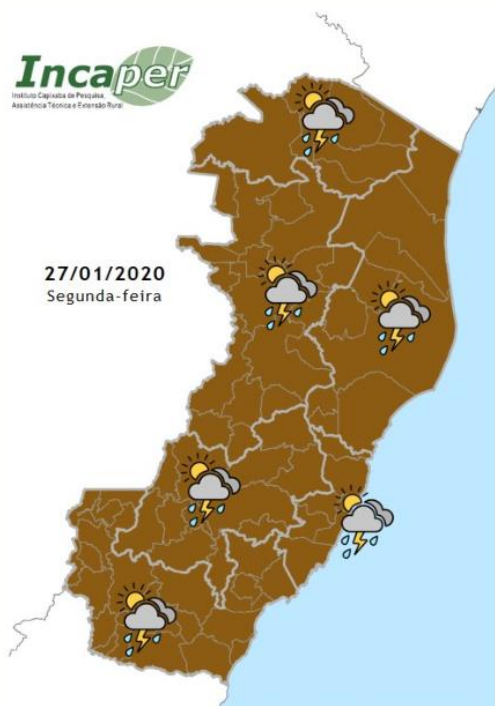 Incaper
Instituto Capixaba de Pesquisa,
Assistência Técnica e Extensão Rural
27/01/2020
Segunda-feira